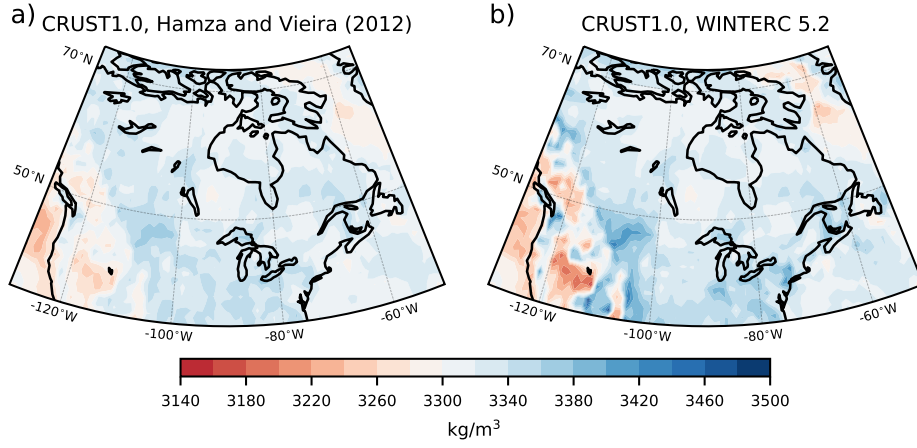 a) CRUST1.0, Hamza and Vieira (2012)
b) CRUST1.0, WINTERC 5.2
70°N
50°N
-120°W
-100°W
-80°W
-60°W
70°N
50°N
-120°W
-100°W
-80°W
-60°W
3140 3180 3220 3260 3300 3340 3380 3420 3460 3500
kg/m³